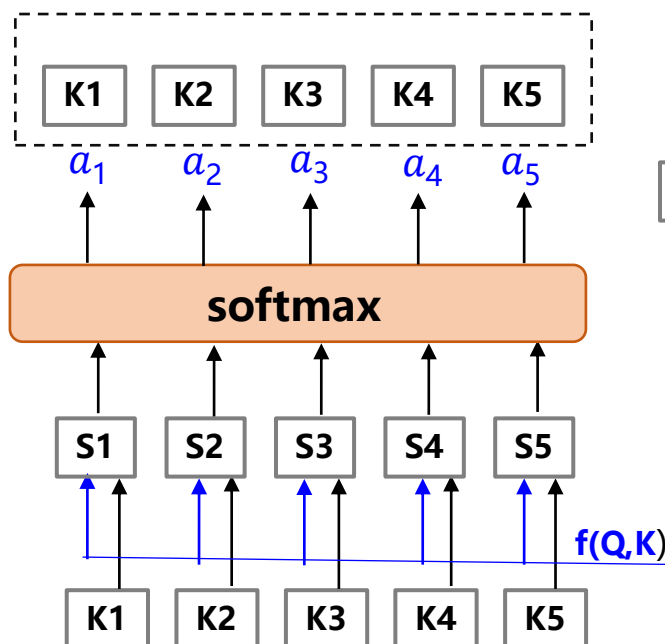 K1 K2 K3 K4 K5
a1 a2 a3 a4 a5
softmax
S1 S2 S3 S4 S5
f(Q,K)
K1 K2 K3 K4 K5